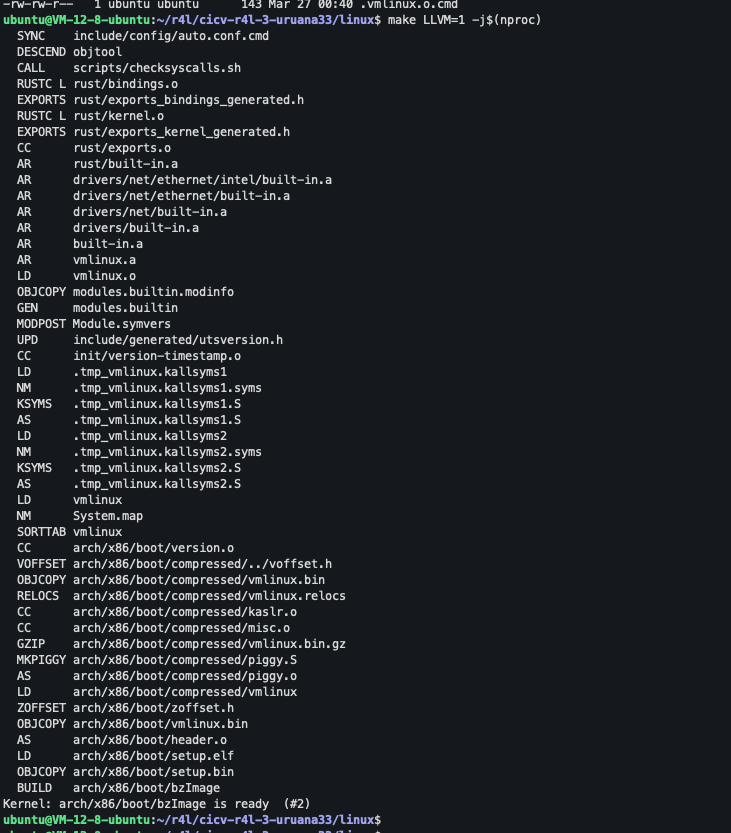 -rw-rw-r-- 1 ubuntu ubuntu 143 Mar 27 00:40 .vmlinux.o.cmd
ubuntu@VM-12-8-ubuntu:~/r4l/cicv-r4l-3-uruana33/linux$ make LLVM=1 -j$(nproc)
SYNC include/config/auto.conf.cmd
DESCEND objtool
CALL scripts/checksyscalls.sh
RUSTC L rust/bindings.o
EXPORTS rust/exports_bindings_generated.h
RUSTC L rust/kernel.o
EXPORTS rust/exports_kernel_generated.h
CC rust/exports.o
AR rust/built-in.a
AR drivers/net/ethernet/intel/built-in.a
AR drivers/net/ethernet/built-in.a
AR drivers/net/built-in.a
AR drivers/built-in.a
AR built-in.a
AR vmlinux.a
LD vmlinux.o
OBJCOPY modules.builtin.modinfo
GEN modules.builtin
MODPOST Module.symvers
UPD include/generated/utsversion.h
CC init/version-timestamp.o
LD .tmp_vmlinux.kallsyms1
NM .tmp_vmlinux.kallsyms1.syms
KSYMS .tmp_vmlinux.kallsyms1.S
AS .tmp_vmlinux.kallsyms1.S
LD .tmp_vmlinux.kallsyms2
NM .tmp_vmlinux.kallsyms2.syms
KSYMS .tmp_vmlinux.kallsyms2.S
AS .tmp_vmlinux.kallsyms2.S
LD vmlinux
NM System.map
SORTTAB vmlinux
CC arch/x86/boot/version.o
VOFFSET arch/x86/boot/compressed/../voffset.h
OBJCOPY arch/x86/boot/compressed/vmlinux.bin
RELOCS arch/x86/boot/compressed/vmlinux.relocs
CC arch/x86/boot/compressed/kaslr.o
CC arch/x86/boot/compressed/misc.o
GZIP arch/x86/boot/compressed/vmlinux.bin.gz
MKPIGGY arch/x86/boot/compressed/piggy.S
AS arch/x86/boot/compressed/piggy.o
LD arch/x86/boot/compressed/vmlinux
ZOFFSET arch/x86/boot/zoffset.h
OBJCOPY arch/x86/boot/vmlinux.bin
AS arch/x86/boot/header.o
LD arch/x86/boot/setup.elf
OBJCOPY arch/x86/boot/setup.bin
BUILD arch/x86/boot/bzImage
Kernel: arch/x86/boot/bzImage is ready (#2)
ubuntu@VM-12-8-ubuntu:~/r4l/cicv-r4l-3-uruana33/linux$